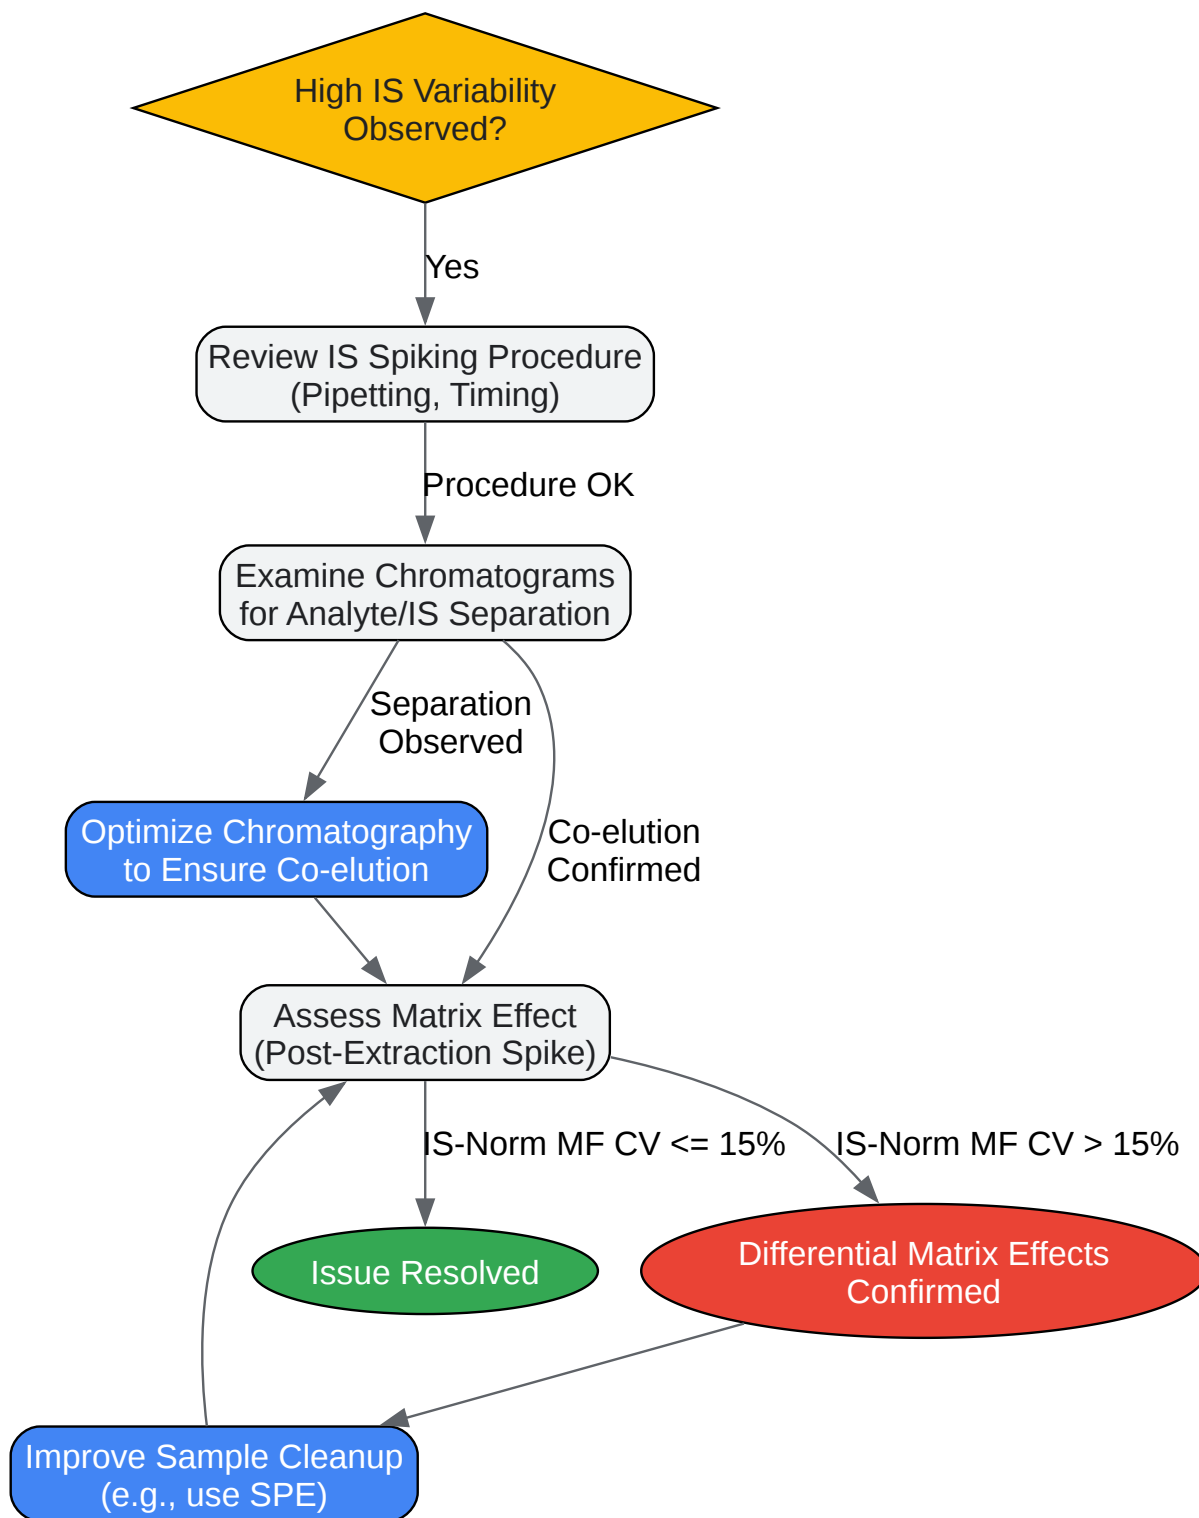 High IS Variability
Observed?
Yes
Review IS Spiking Procedure
(Pipetting, Timing)
Procedure OK
Examine Chromatograms
for Analyte/IS Separation
Separation
Observed
Optimize Chromatography
to Ensure Co-elution
Co-elution
Confirmed
Assess Matrix Effect
(Post-Extraction Spike)
IS-Norm MF CV <= 15%
IS-Norm MF CV > 15%
Issue Resolved
Differential Matrix Effects
Confirmed
Improve Sample Cleanup
(e.g., use SPE)